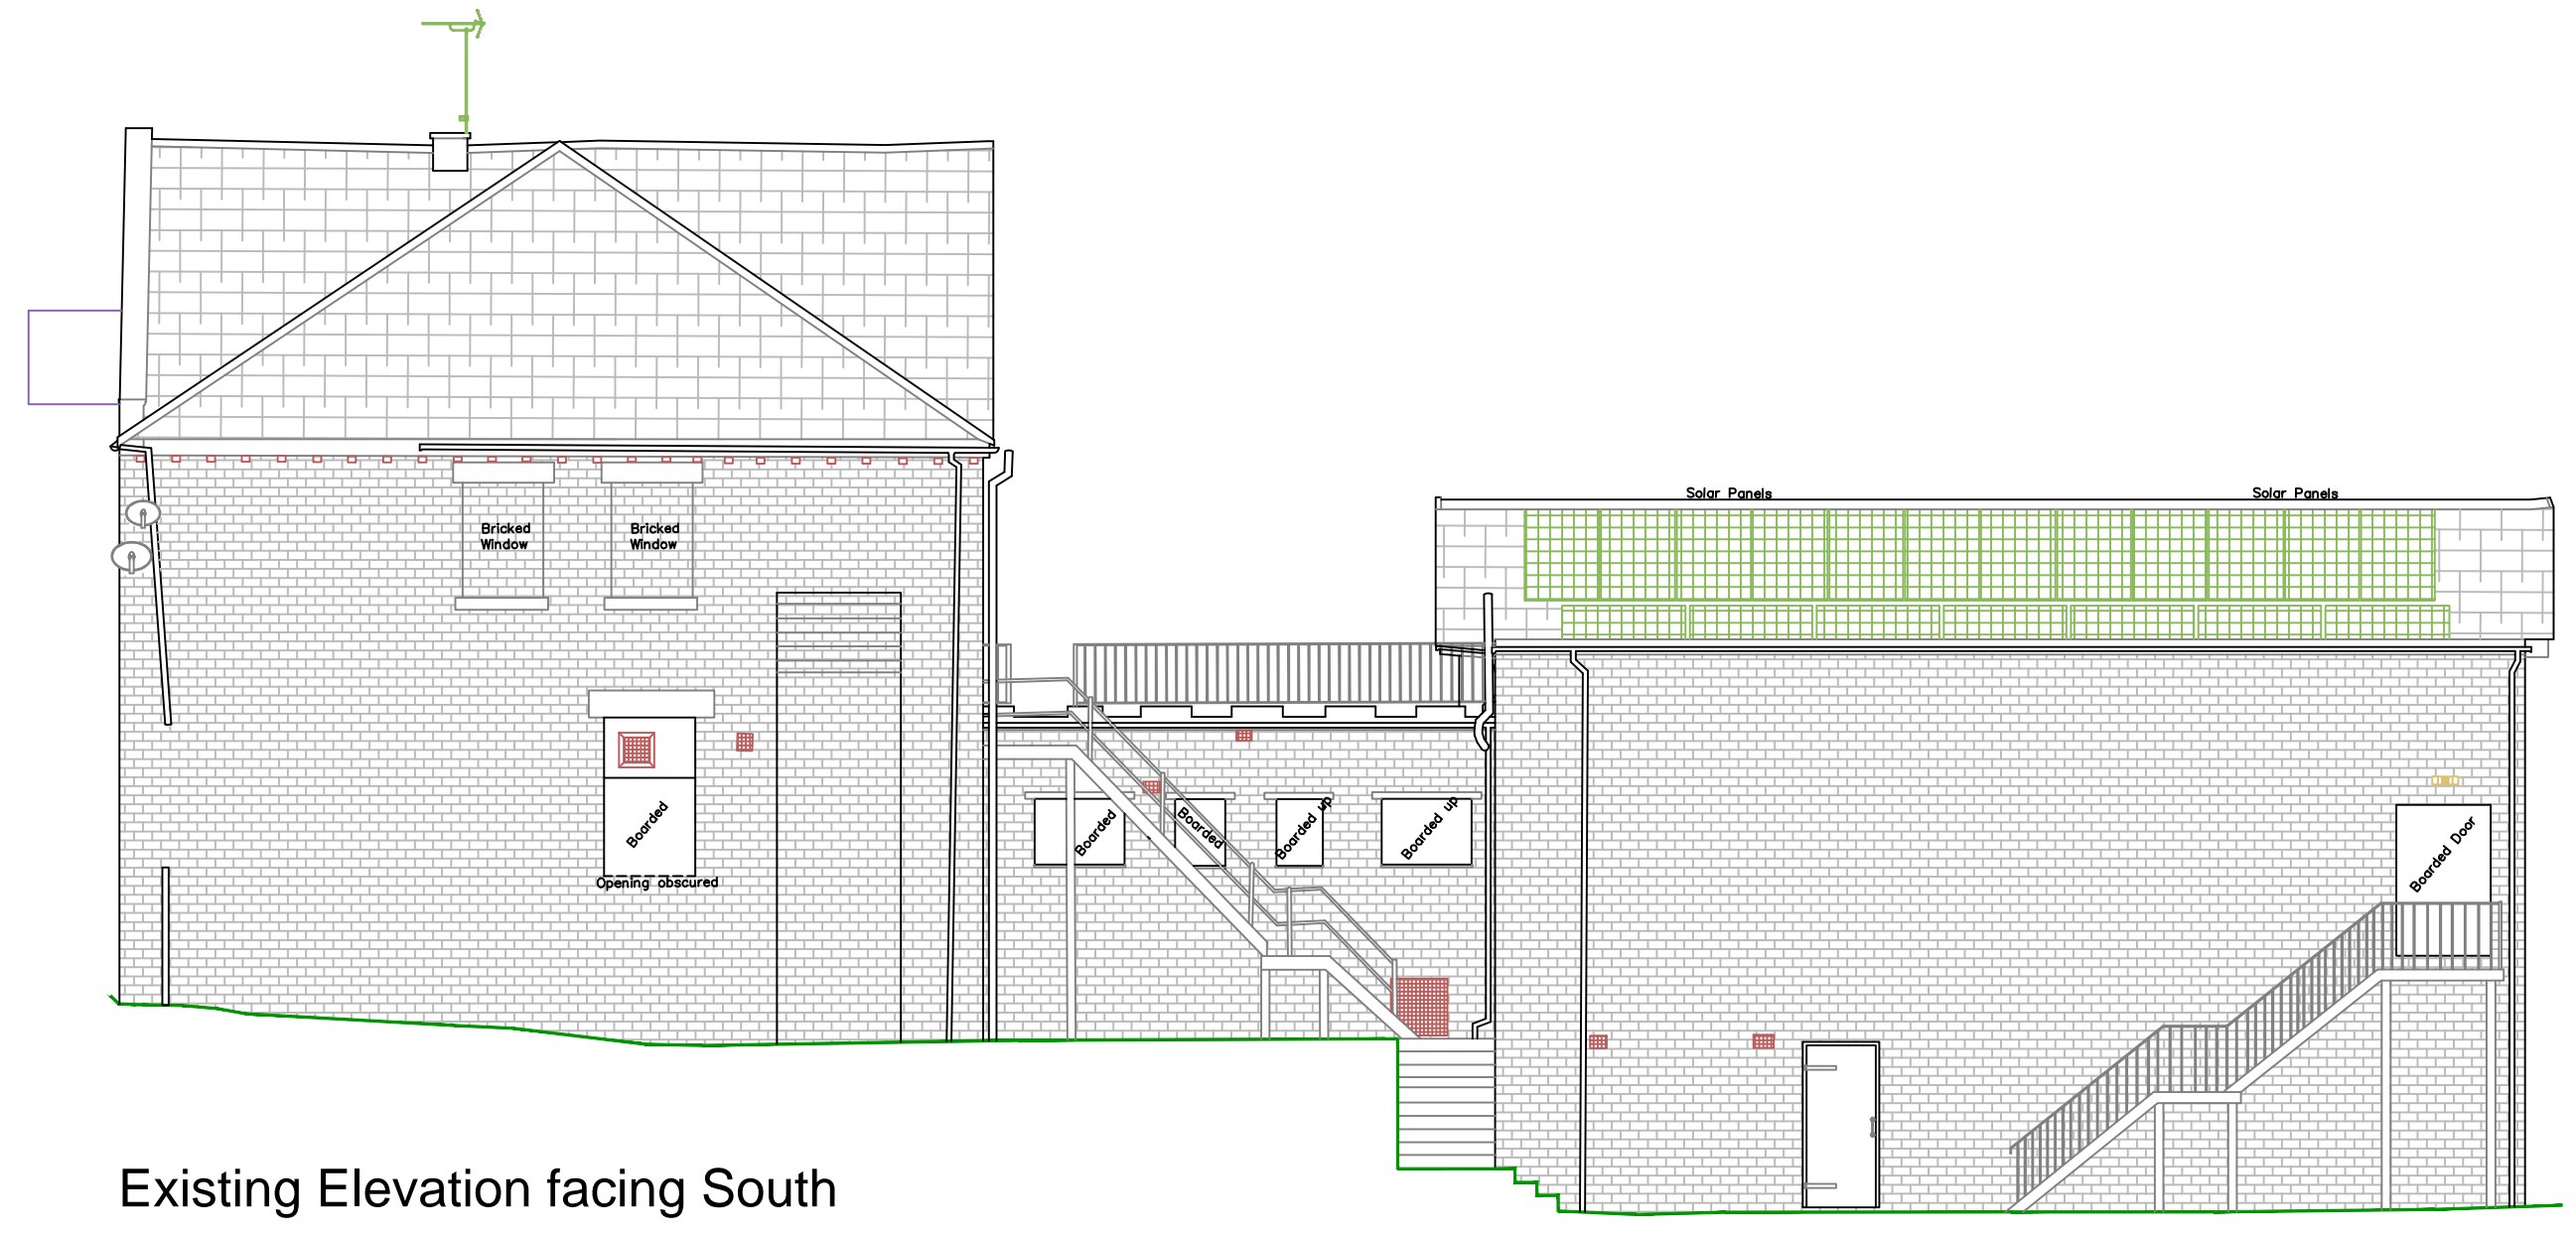 Solar Panels
Solar Panels
Bricked
Window
Bricked
Window
Boarded
Opening obscured
Boarded
Boarded
Boarded up
Boarded up
Boarded Door
Existing Elevation facing South